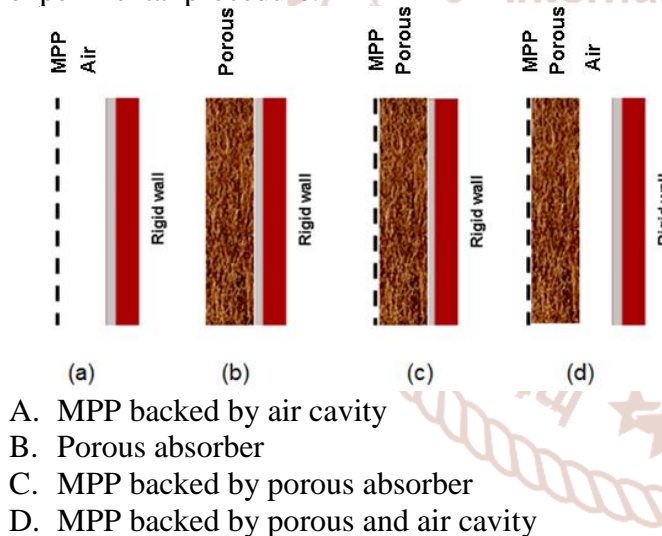 MPP
Air
Porous
MPP
Porous
MPP
Porous
Air
Rigid wall
Rigid wall
Rigid wall
(a)
(b)
(c)
(d)
A. MPP backed by air cavity
B. Porous absorber
C. MPP backed by porous absorber
D. MPP backed by porous and air cavity